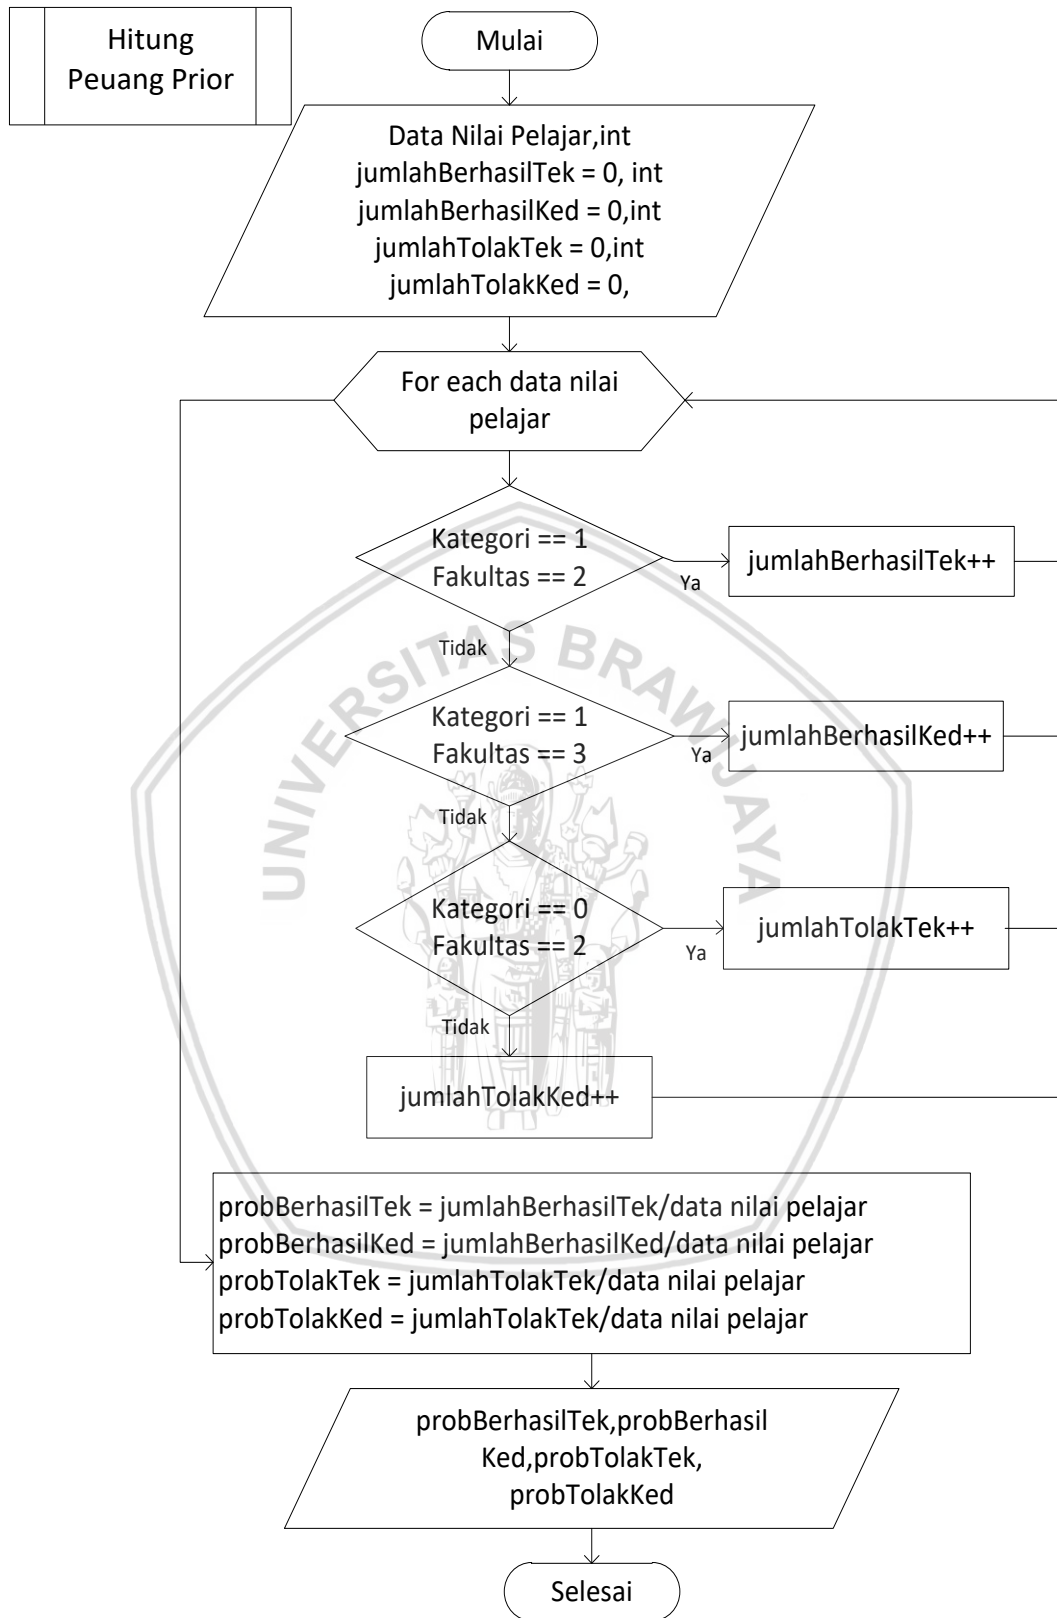 Hitung
Peuang Prior
Mulai
Data Nilai Pelajar,int
jumlahBerhasilTek = 0, int
jumlahBerhasilKed = 0,int
jumlahTolakTek = 0,int
jumlahTolakKed = 0,
For each data nilai
pelajar
Kategori == 1
Fakultas == 2
Ya
jumlahBerhasilTek++
Tidak
Kategori == 1
Fakultas == 3
Ya
jumlahBerhasilKed++
Tidak
Kategori == 0
Fakultas == 2
Ya
jumlahTolakTek++
Tidak
jumlahTolakKed++
probBerhasilTek = jumlahBerhasilTek/data nilai pelajar
probBerhasilKed = jumlahBerhasilKed/data nilai pelajar
probTolakTek = jumlahTolakTek/data nilai pelajar
probTolakKed = jumlahTolakTek/data nilai pelajar
probBerhasilTek,probBerhasil
Ked,probTolakTek,
probTolakKed
Selesai
UNIVERSITAS BRAWIJAYA